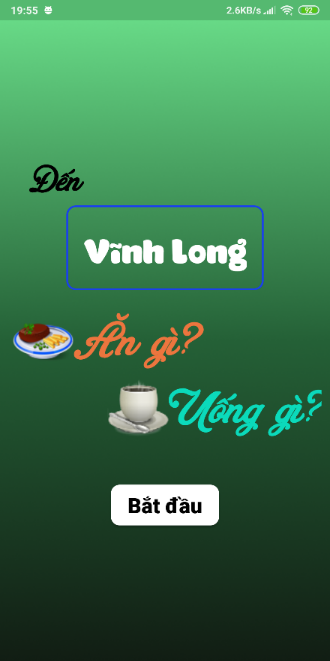 19:55 2.6KB/s 92
Đến
Vĩnh Long
Ăn gì?
Uống gì?
Bắt đầu